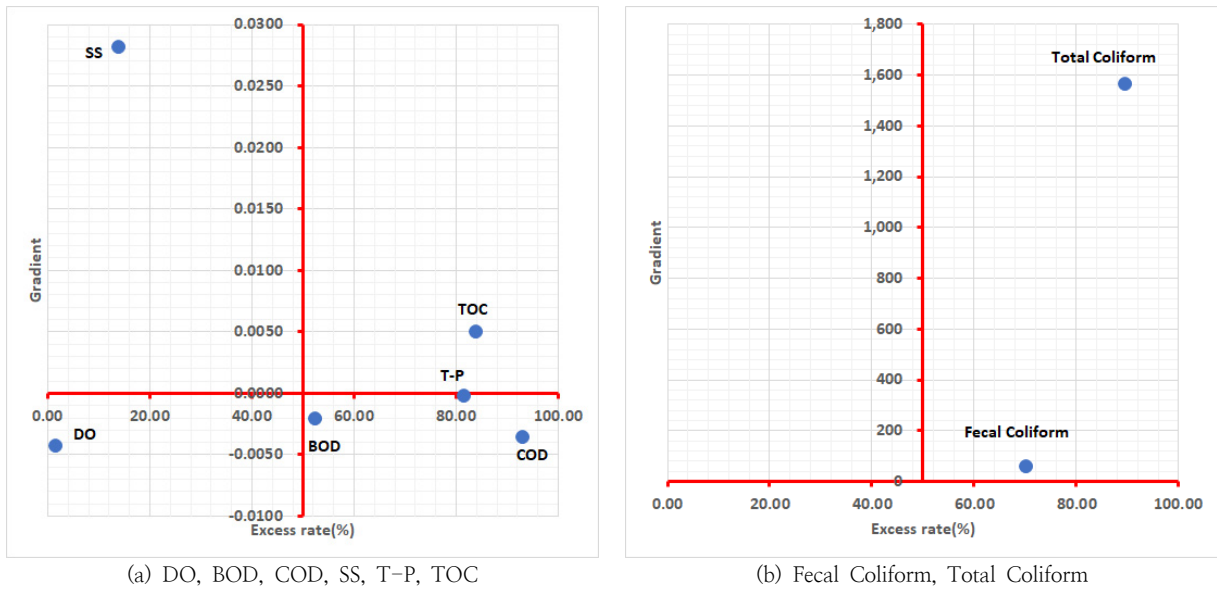 0.0300
0.0250
0.0200
0.0150
0.0100
0.0050
0.0000
-0.0050
-0.0100
Gradient
SS
TOC
T-P
DO
BOD
COD
0.00
20.00
40.00
60.00
80.00
100.00
Excess rate(%)
(a) DO, BOD, COD, SS, T-P, TOC
1,800
1,600
1,400
1,200
1,000
800
600
400
200
0
Gradient
Total Coliform
Fecal Coliform
0.00
20.00
40.00
60.00
80.00
100.00
Excess rate(%)
(b) Fecal Coliform, Total Coliform